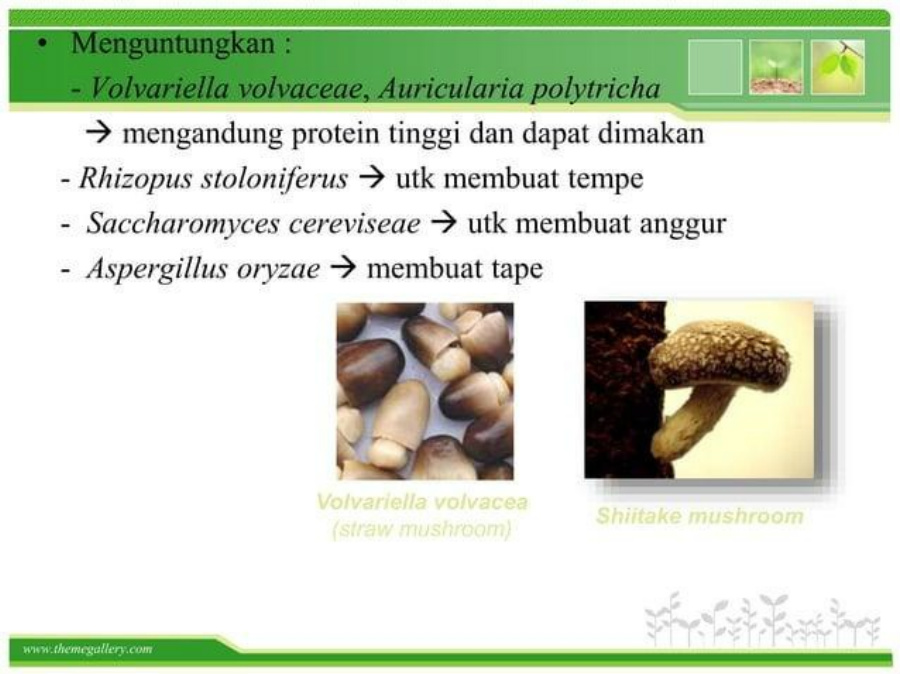 • Menguntungkan :
- Volvariella volvaceae, Auricularia polytricha
→ mengandung protein tinggi dan dapat dimakan
- Rhizopus stoloniferus → utk membuat tempe
- Saccharomyces cereviseae → utk membuat anggur
- Aspergillus oryzae → membuat tape
Volvariella volvacea
(straw mushroom)
Shiitake mushroom
www.themegallery.com